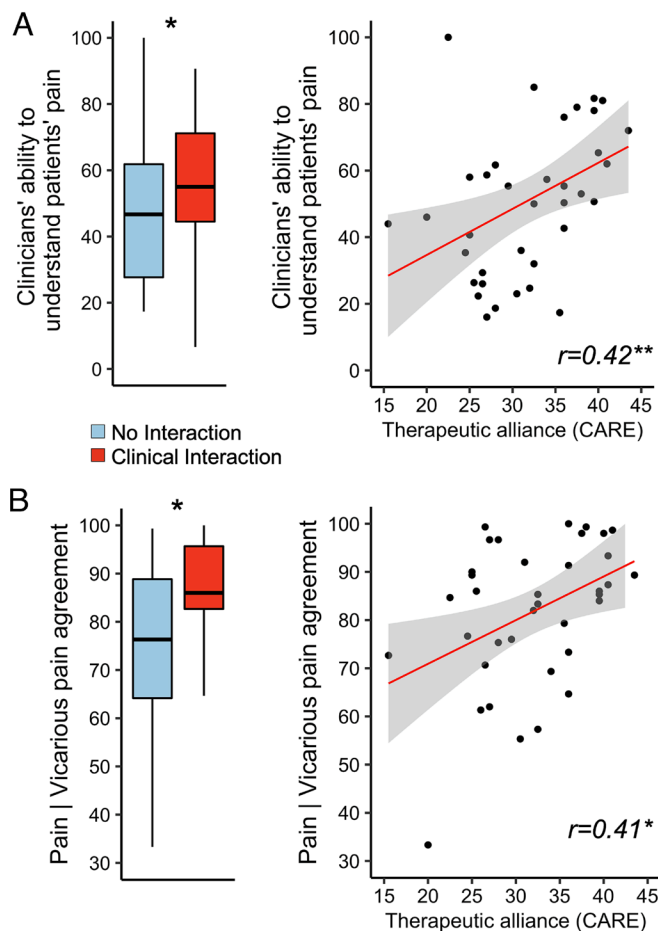 A
*
Clinicians' ability to
understand patients' pain
100
80
60
40
20
0
No Interaction
Clinical Interaction
Clinicians' ability to
understand patients' pain
100
80
60
40
20
0
r=0.42**
15 20 25 30 35 40 45
Therapeutic alliance (CARE)
B
*
Pain | Vicarious pain agreement
100
90
80
70
60
50
40
30
Pain | Vicarious pain agreement
100
90
80
70
60
50
40
30
r=0.41*
15 20 25 30 35 40 45
Therapeutic alliance (CARE)